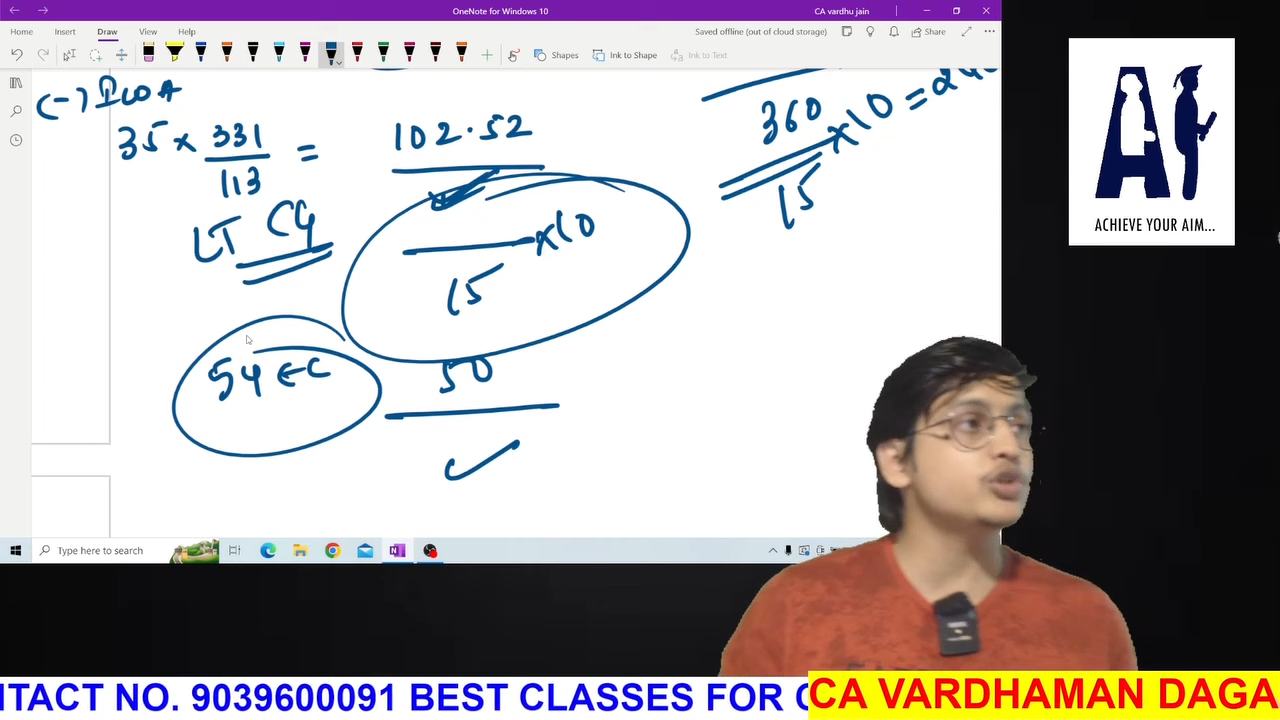 CA vardhu jain
OneNote for Windows 10
Home Insert Draw View Help
Saved offline (out of cloud storage)
Share
Shapes
Ink to Shape
Ink to Text
(-) ICOA
35 × 331 = 102.52
113
LT CG
15 ×10
54 EC 50
360
15 ×10 =
ACHIEVE YOUR AIM...
Type here to search
NTACT NO. 9039600091 BEST CLASSES FOR
CA VARDHAMAN DAGA